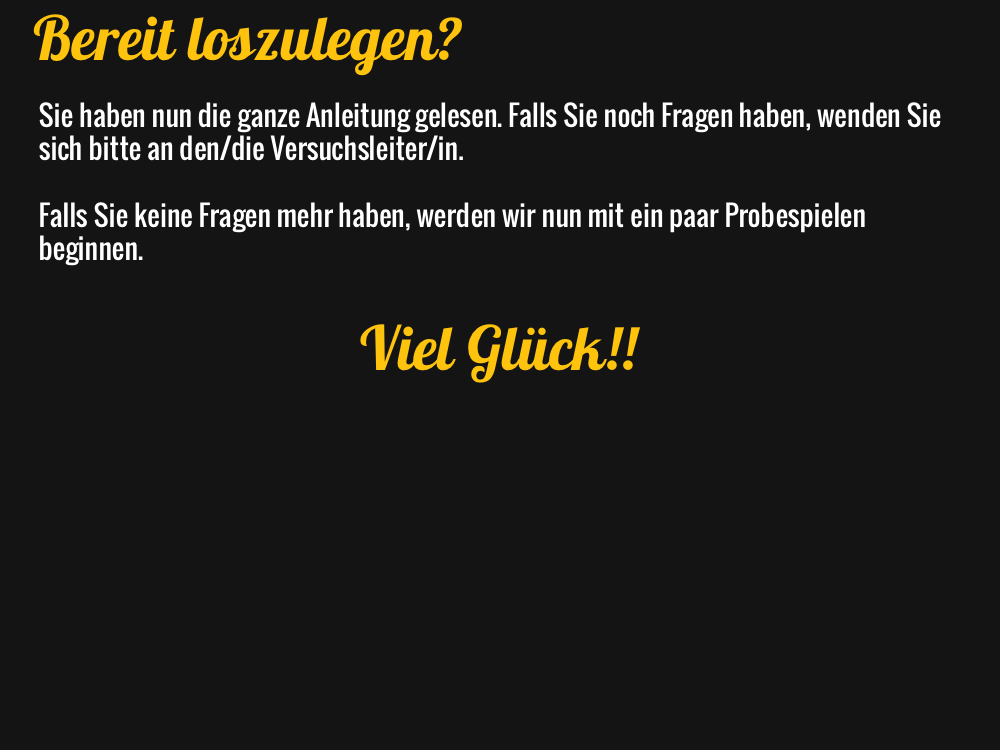 Bereit loszulegen?
Sie haben nun die ganze Anleitung gelesen. Falls Sie noch Fragen haben, wenden Sie
sich bitte an den/die Versuchsleiter/in.
Falls Sie keine Fragen mehr haben, werden wir nun mit ein paar Probespielen
beginnen.
Viel Glück!!